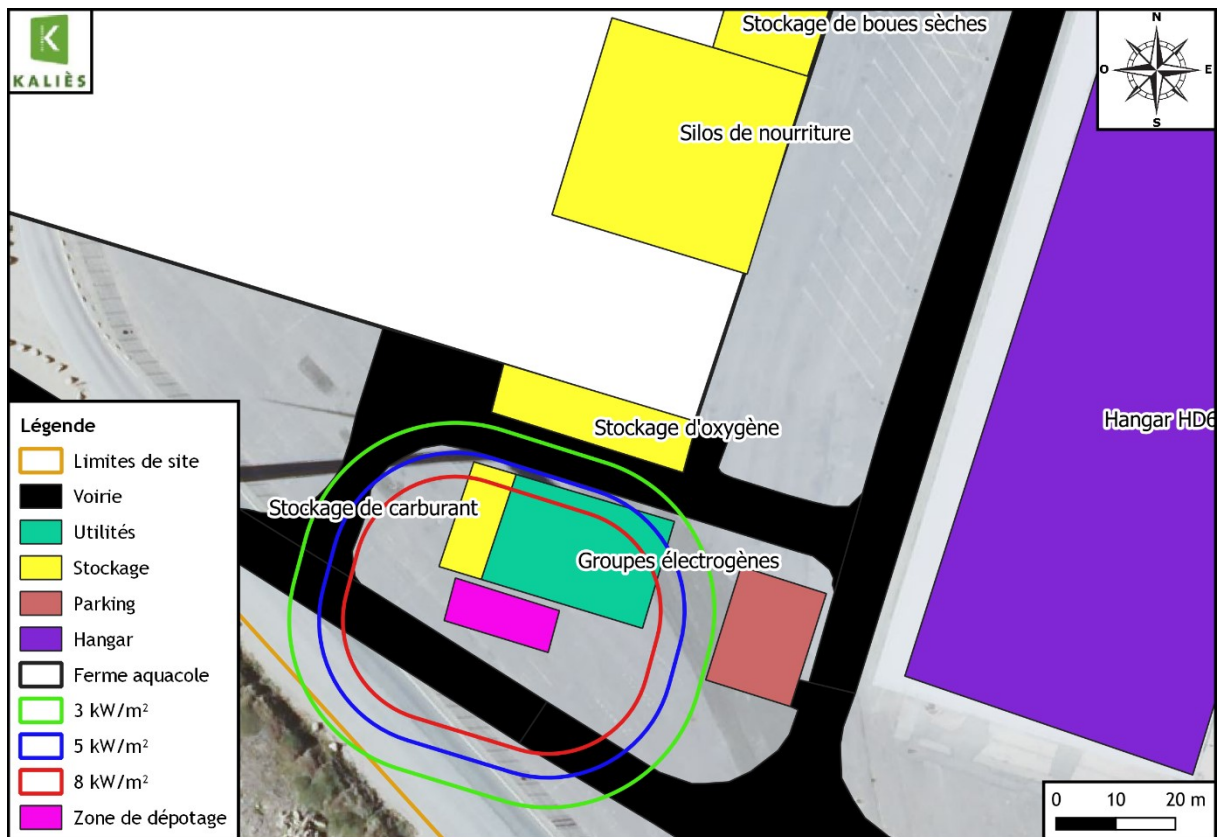 KALIÈS
N
O
E
S
Stockage de boues sèches
Silos de nourriture
Hangar HD6
Stockage d'oxygène
Stockage de carburant
Groupes électrogènes
Légende
Limites de site
Voirie
Utilités
Stockage
Parking
Hangar
Ferme aquacole
3 kW/m²
5 kW/m²
8 kW/m²
Zone de dépotage
0 10 20 m